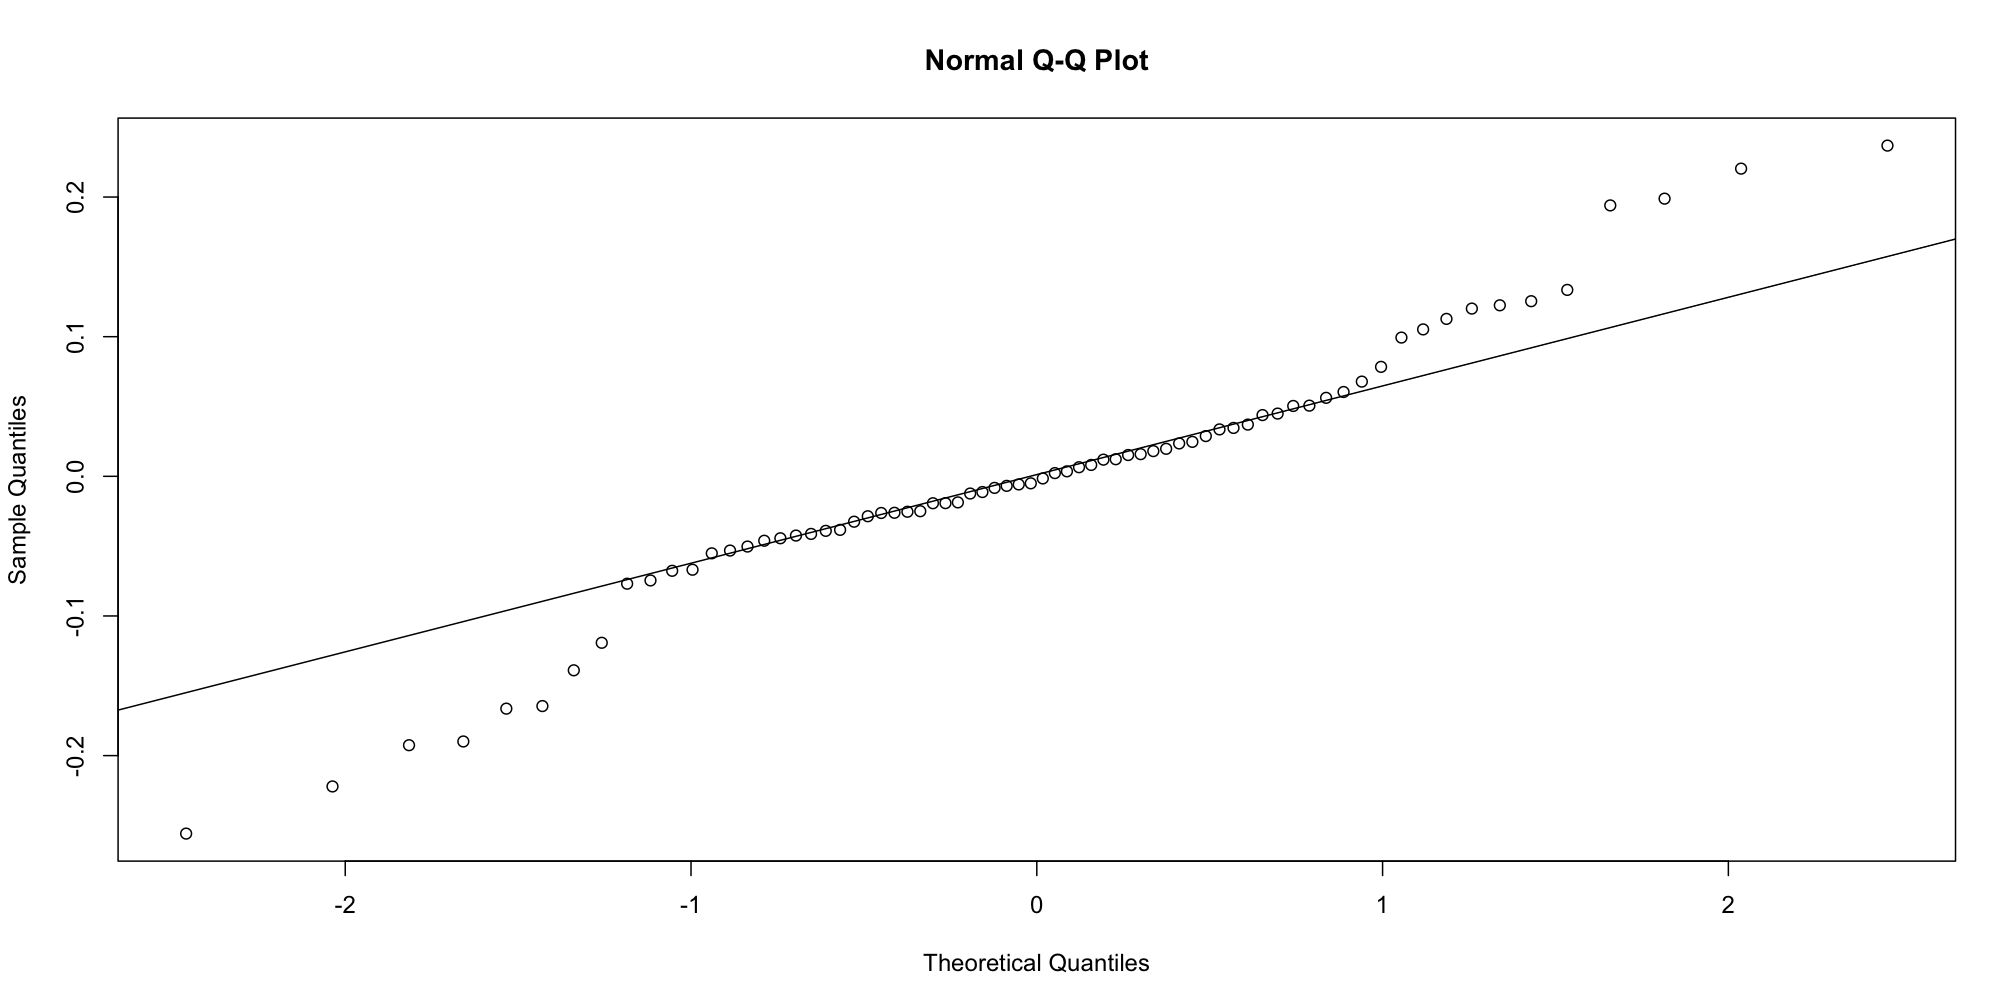 Normal Q-Q Plot
Sample Quantiles
0.2
0.1
0.0
-0.1
-0.2
-2 -1 0 1 2
Theoretical Quantiles